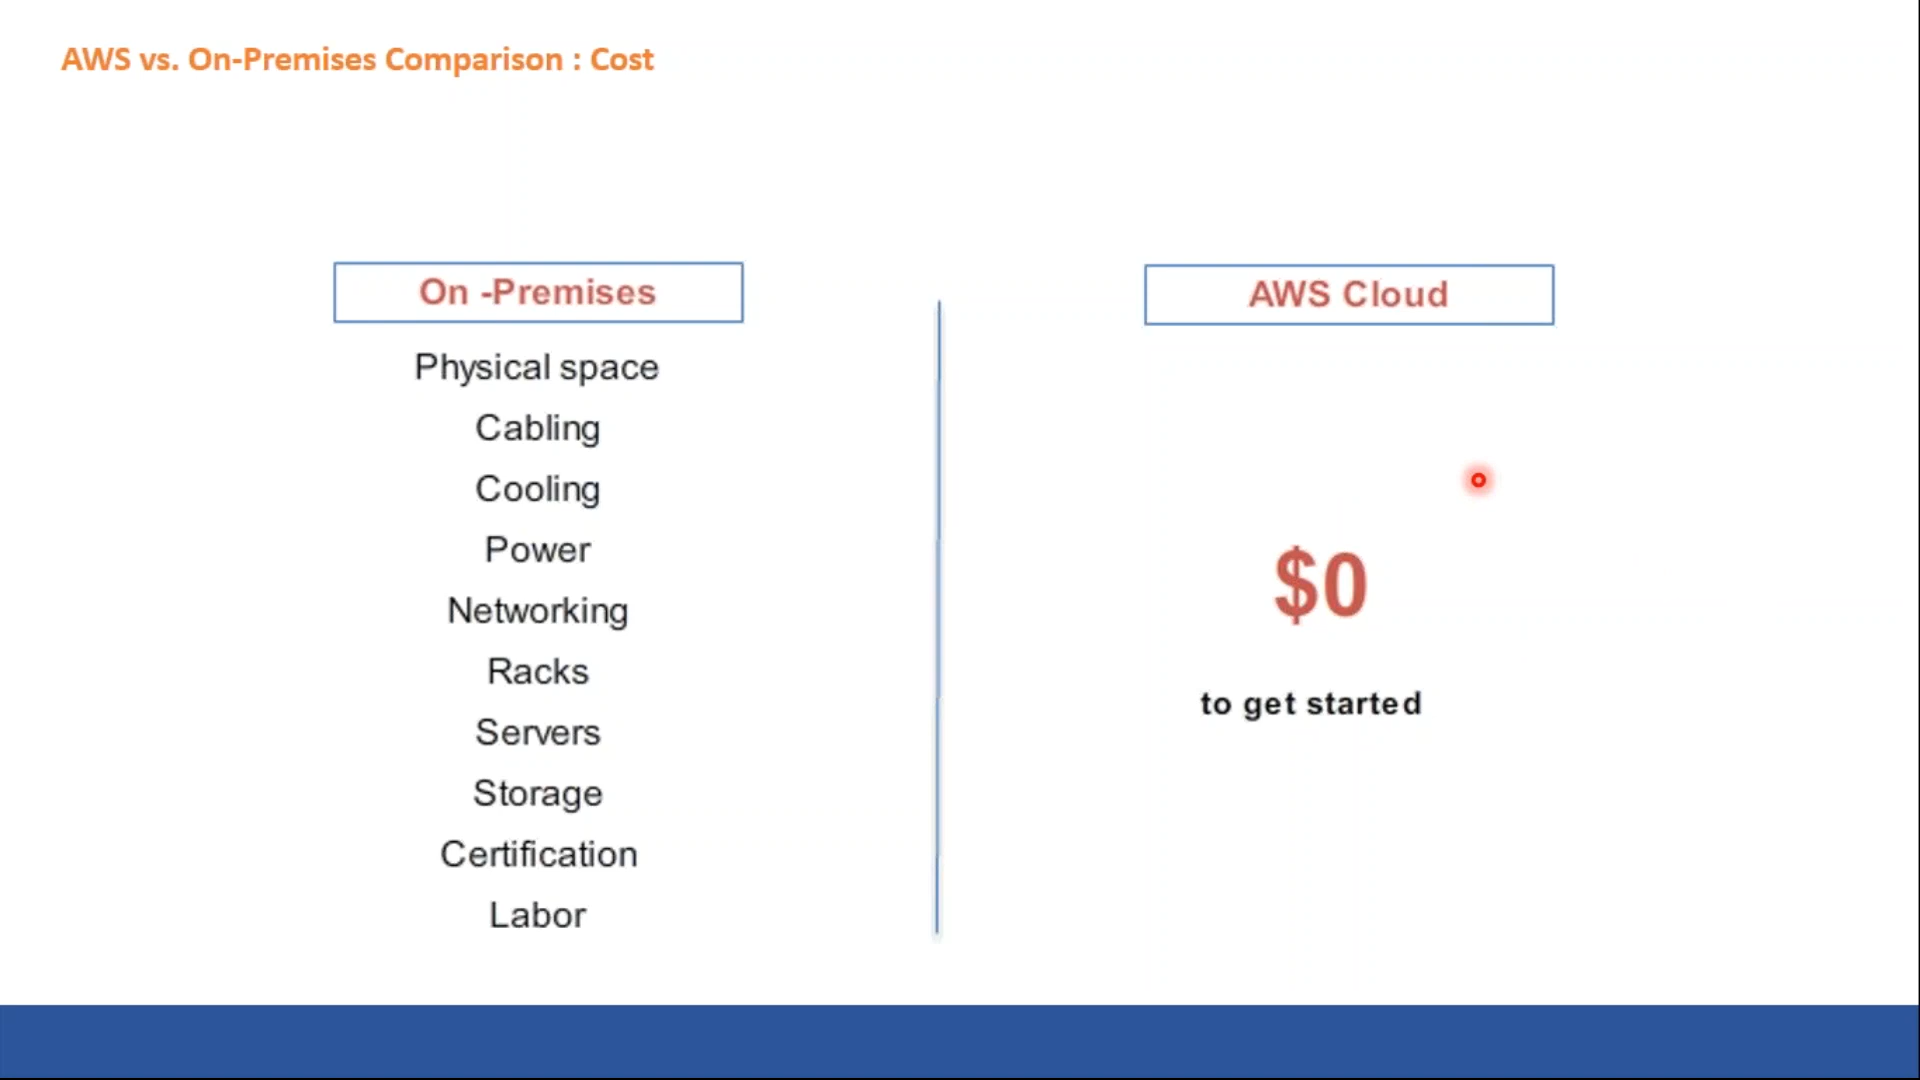 AWS vs. On-Premises Comparison : Cost
On -Premises
Physical space
Cabling
Cooling
Power
Networking
Racks
Servers
Storage
Certification
Labor
AWS Cloud
$0
to get started